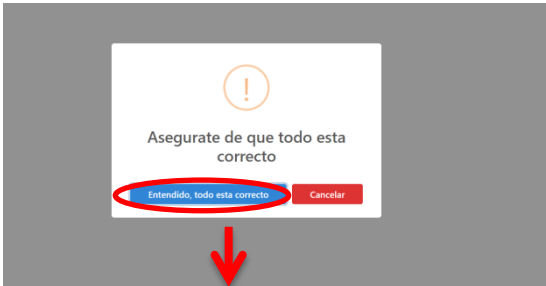 !
Asegurate de que todo esta
correcto
Entendido, todo esta correcto Cancelar